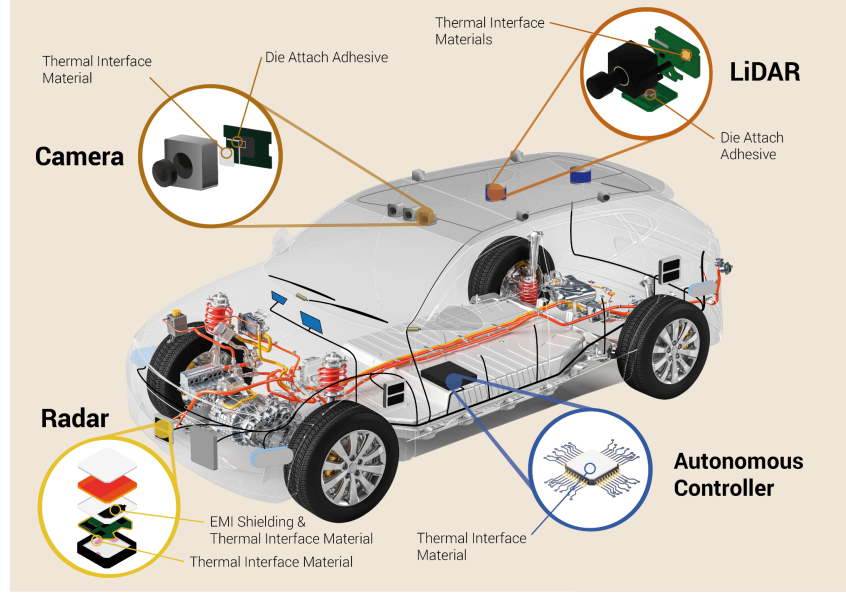 Thermal Interface
Materials
LiDAR
Die Attach
Adhesive
Thermal Interface
Material
Die Attach Adhesive
Camera
Radar
EMI Shielding &
Thermal Interface Material
Thermal Interface Material
Autonomous
Controller
Thermal Interface
Material